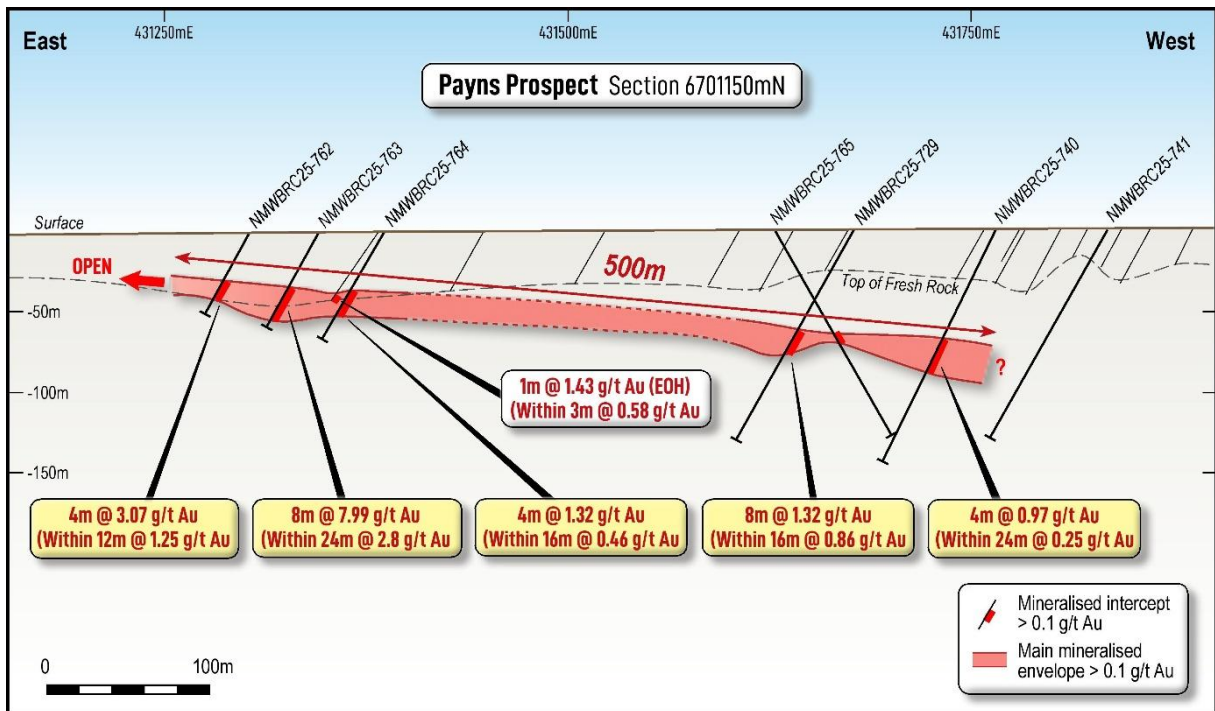 East
431250mE
431500mE
431750mE
West
Payns Prospect Section 6701150mN
NMWBRC25-762
NMWBRC25-763
NMWBRC25-764
NMWBRC25-765
NMWBRC25-729
NMWBRC25-740
NMWBRC25-741
Surface
OPEN
500m
Top of Fresh Rock
-50m
-50m
?
-100m
-100m
1m @ 1.43 g/t Au (EOH)
(Within 3m @ 0.58 g/t Au
-150m
-150m
4m @ 3.07 g/t Au
(Within 12m @ 1.25 g/t Au
8m @ 7.99 g/t Au
(Within 24m @ 2.8 g/t Au
4m @ 1.32 g/t Au
(Within 16m @ 0.46 g/t Au
8m @ 1.32 g/t Au
(Within 16m @ 0.86 g/t Au
4m @ 0.97 g/t Au
(Within 24m @ 0.25 g/t Au
Mineralised intercept
> 0.1 g/t Au
Main mineralised
envelope > 0.1 g/t Au
0
100m